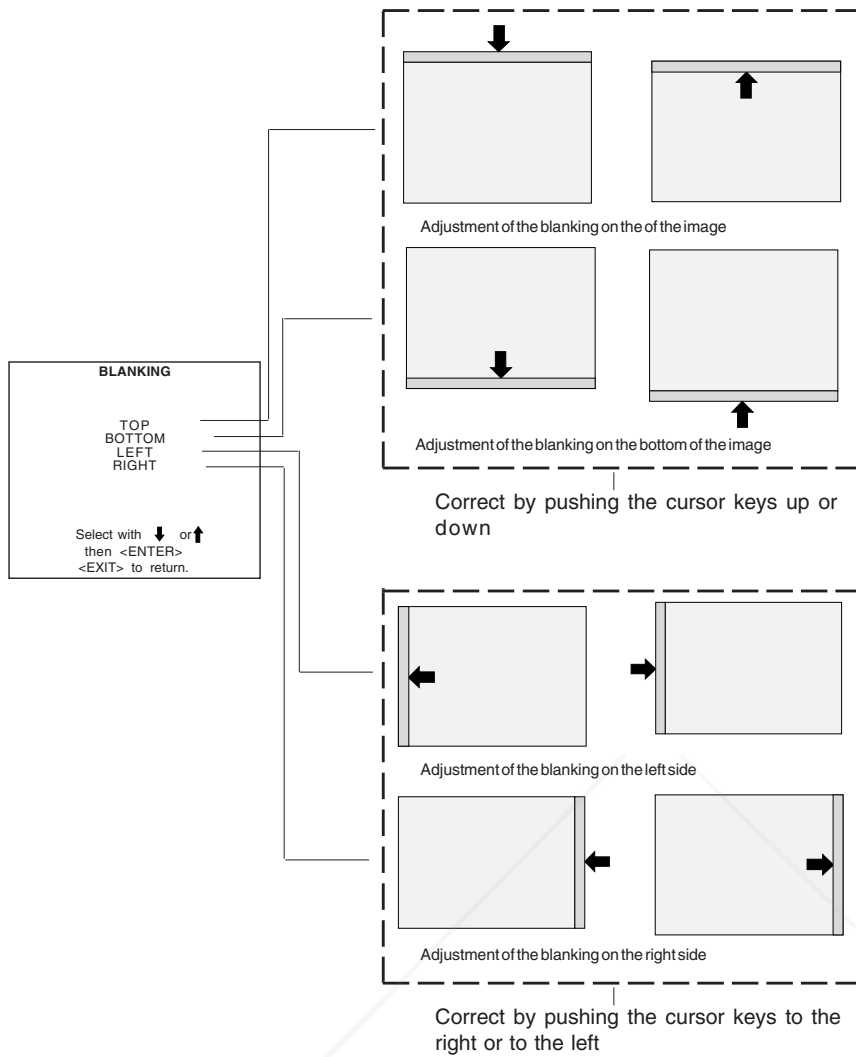 Adjustment of the blanking on the of the image
Adjustment of the blanking on the bottom of the image
Correct by pushing the cursor keys up or
down
BLANKING
TOP
BOTTOM
LEFT
RIGHT
Select with or
then <ENTER>
<EXIT> to return.
Adjustment of the blanking on the left side
Adjustment of the blanking on the right side
Correct by pushing the cursor keys to the
right or to the left